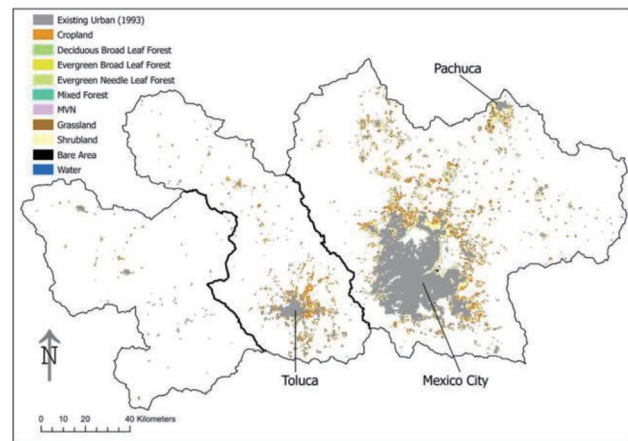 Existing Urban (1993)
Cropland
Deciduous Broad Leaf Forest
Evergreen Broad Leaf Forest
Evergreen Needle Leaf Forest
Mixed Forest
MVN
Grassland
Shrubland
Bare Area
Water
Pachuca
N
Toluca
Mexico City
0 10 20 40 Kilometers